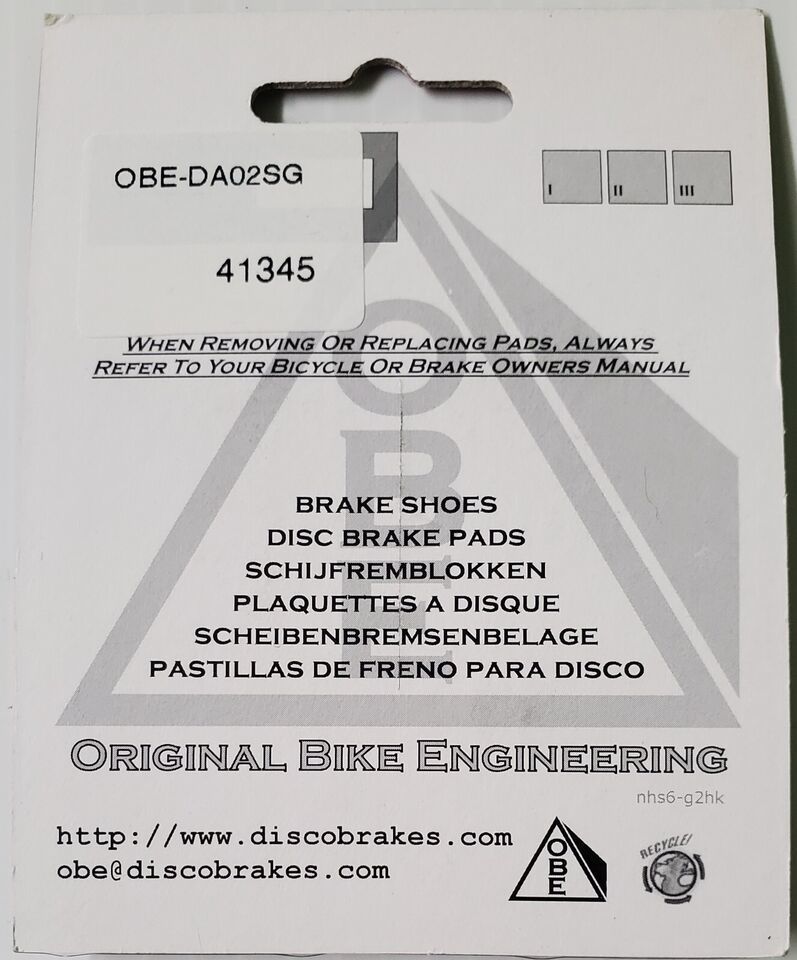 OBE-DA02SG
41345
I II III
WHEN REMOVING OR REPLACING PADS, ALWAYS
REFER TO YOUR BICYCLE OR BRAKE OWNERS MANUAL
OBE
BRAKE SHOES
DISC BRAKE PADS
SCHIJFREMBLOKKEN
PLAQUETTES A DISQUE
SCHEIBENBREMSENBELAGE
PASTILLAS DE FRENO PARA DISCO
ORIGINAL BIKE ENGINEERING
nhs6-g2hk
http://www.discobrakes.com
obe@discobrakes.com
OBE
RECYCLE!